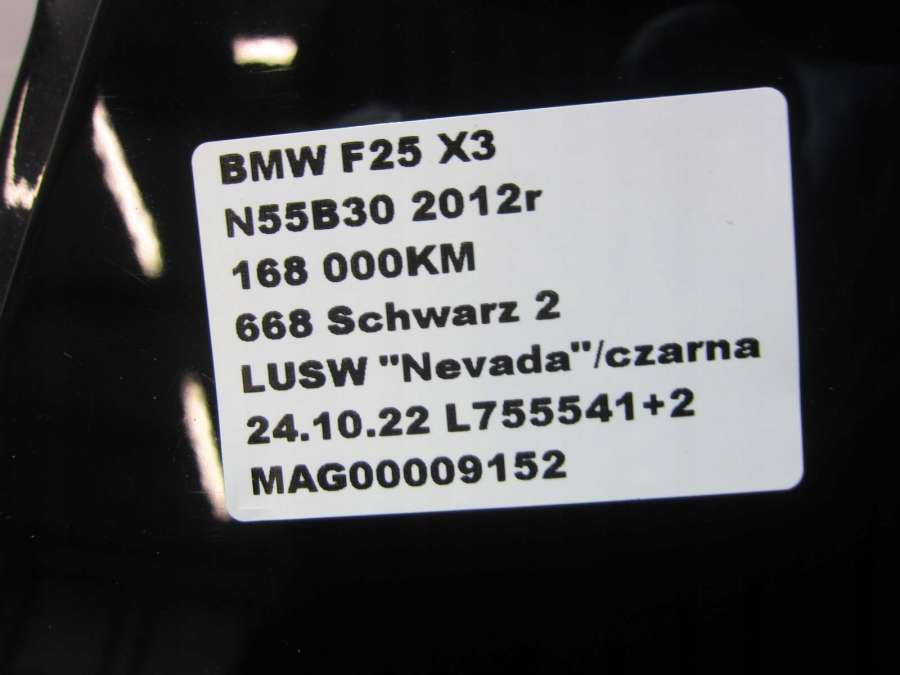 BMW F25 X3
N55B30 2012r
168 000KM
668 Schwarz 2
LUSW "Nevada"/czarna
24.10.22 L755541+2
MAG00009152